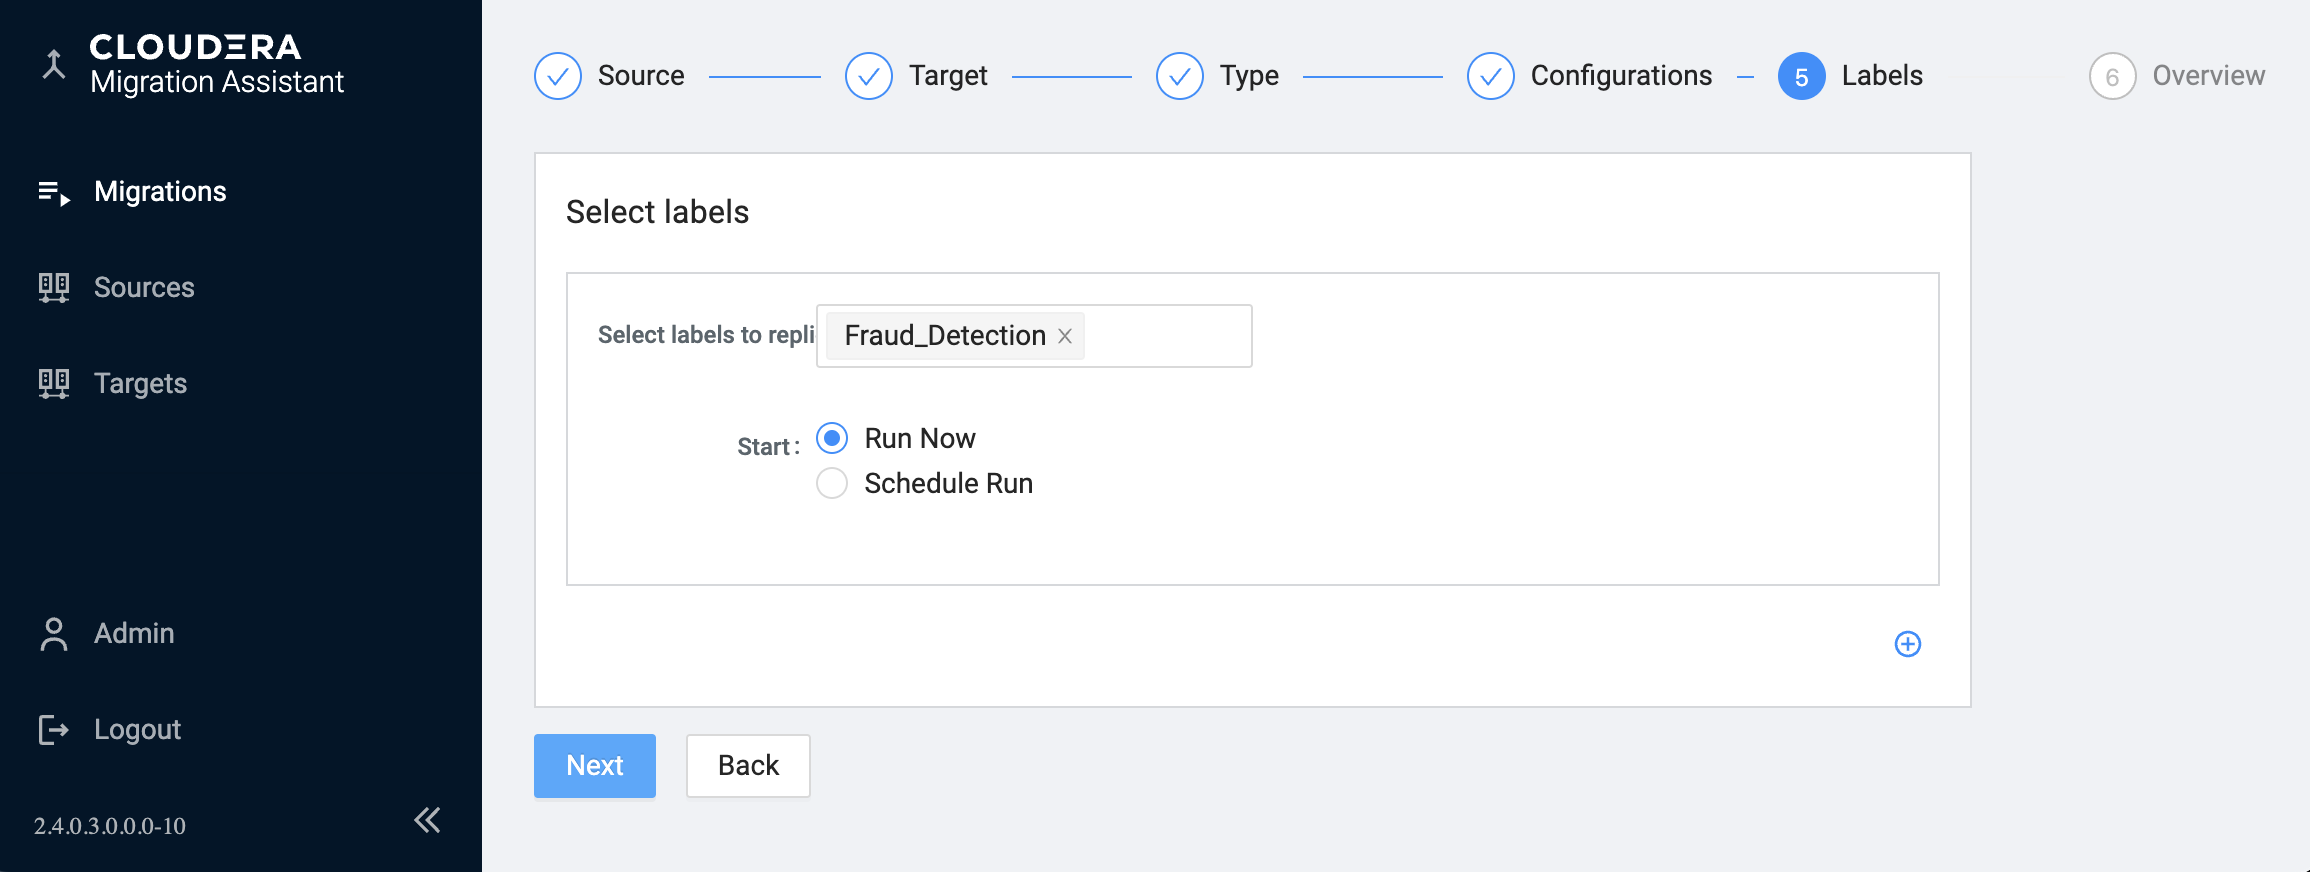 CLOUDERA
Migration Assistant
Migrations
Sources
Targets
Admin
Logout
2.4.0.3.0.0.0-10
Source
Target
Type
Configurations
5
Labels
6
Overview
Select labels
Select labels to repli
Fraud_Detection
Start:
Run Now
Schedule Run
Next
Back